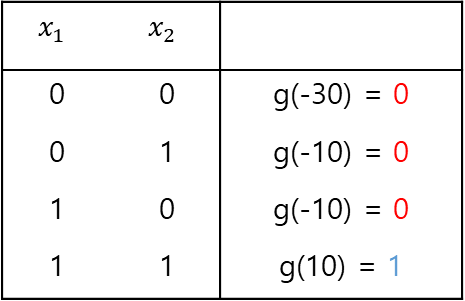 x₁ x₂
0 0 g(-30) = 0
0 1 g(-10) = 0
1 0 g(-10) = 0
1 1 g(10) = 1